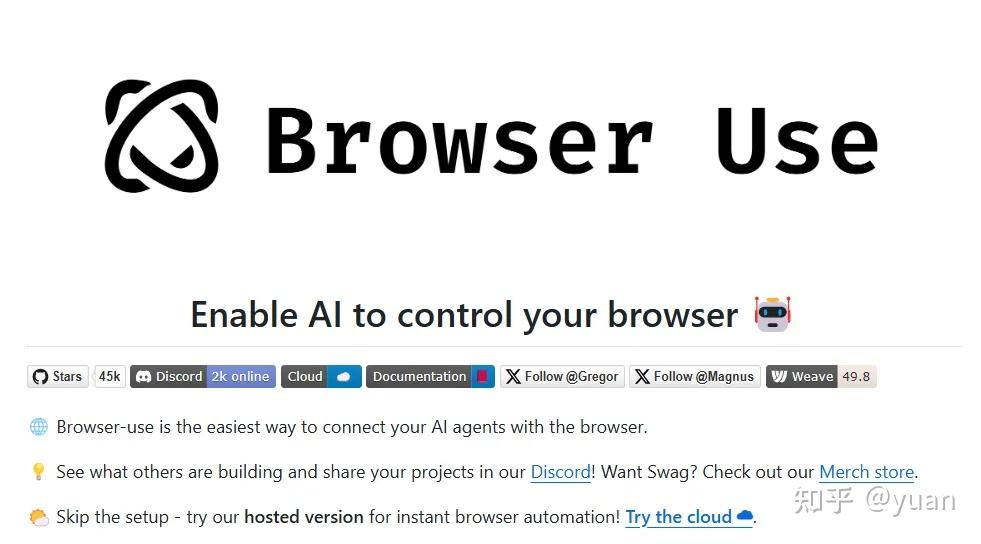 Browser Use
Enable AI to control your browser
Stars 45k Discord 2k online Cloud Documentation Follow @Gregor Follow @Magnus Weave 49.8
Browser-use is the easiest way to connect your AI agents with the browser.
See what others are building and share your projects in our Discord! Want Swag? Check out our Merch store.
Skip the setup - try our hosted version for instant browser automation! Try the cloud.
知乎 @yuan